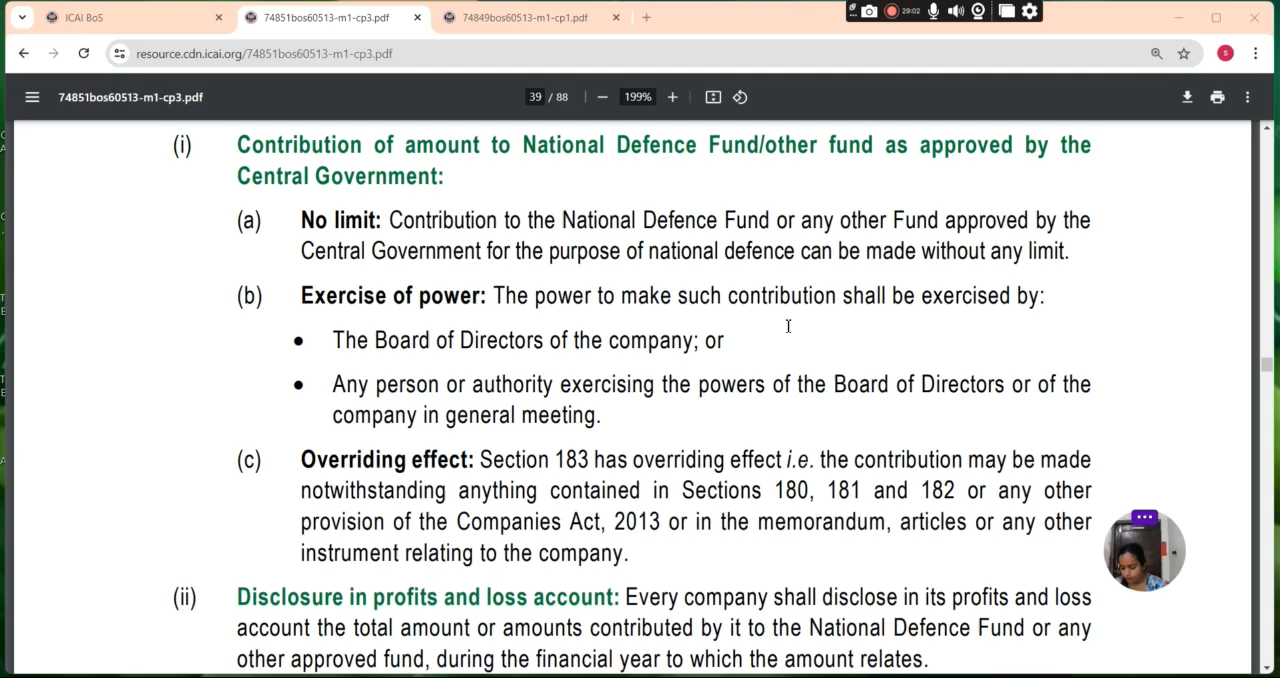 ICAI BoS
74851bos60513-m1-cp3.pdf
74849bos60513-m1-cp1.pdf
29:02
resource.cdn.icai.org/74851bos60513-m1-cp3.pdf
S
74851bos60513-m1-cp3.pdf
39 / 88
199%
(i) Contribution of amount to National Defence Fund/other fund as approved by the
Central Government:
(a) No limit: Contribution to the National Defence Fund or any other Fund approved by the
Central Government for the purpose of national defence can be made without any limit.
(b) Exercise of power: The power to make such contribution shall be exercised by:
• The Board of Directors of the company; or
• Any person or authority exercising the powers of the Board of Directors or of the
company in general meeting.
(c) Overriding effect: Section 183 has overriding effect i.e. the contribution may be made
notwithstanding anything contained in Sections 180, 181 and 182 or any other
provision of the Companies Act, 2013 or in the memorandum, articles or any other
instrument relating to the company.
(ii) Disclosure in profits and loss account: Every company shall disclose in its profits and loss
account the total amount or amounts contributed by it to the National Defence Fund or any
other approved fund, during the financial year to which the amount relates.